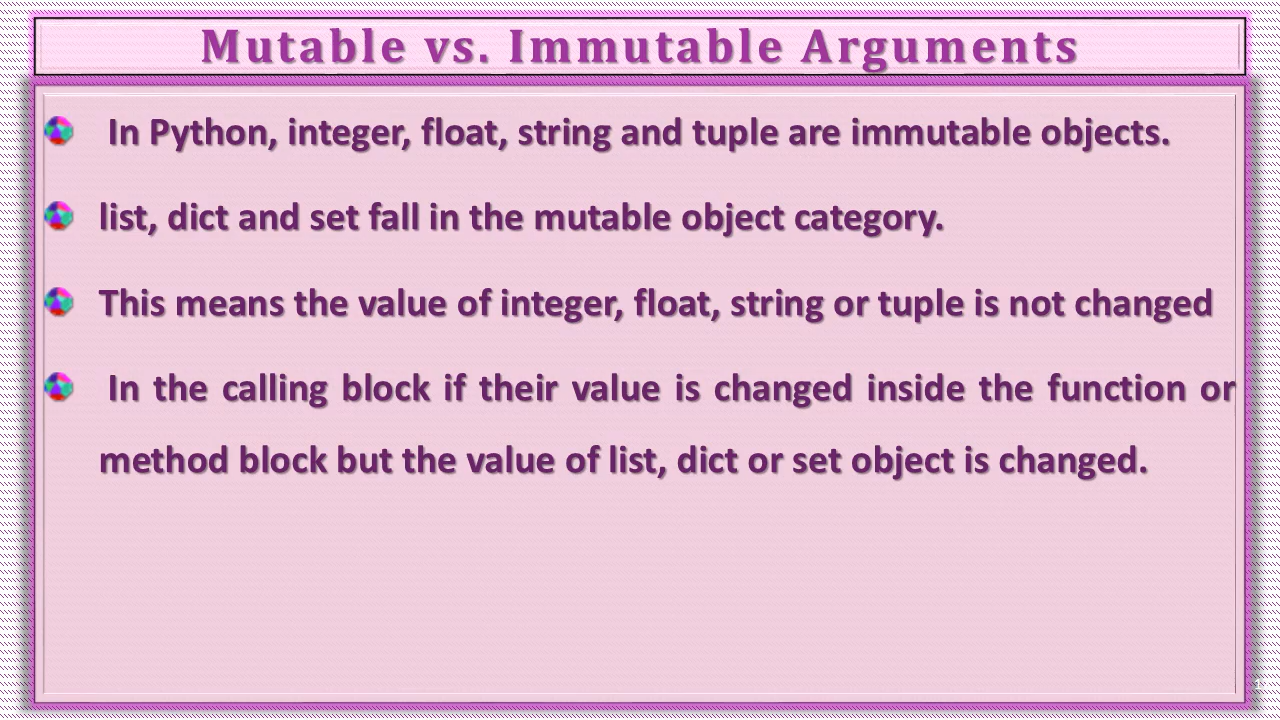 Mutable vs. Immutable Arguments
In Python, integer, float, string and tuple are immutable objects.
list, dict and set fall in the mutable object category.
This means the value of integer, float, string or tuple is not changed
In the calling block if their value is changed inside the function or
method block but the value of list, dict or set object is changed.